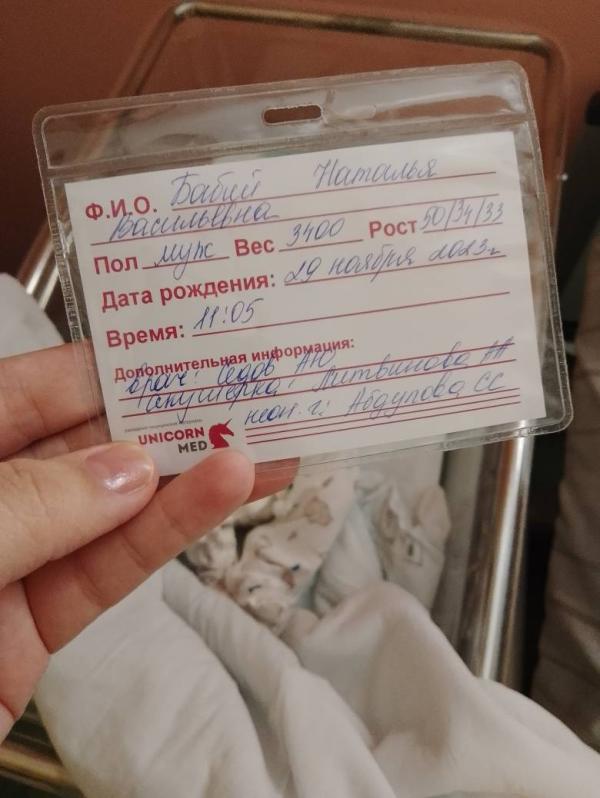 Ф.И.О. Бабий Наталья
Васильевна
Пол муж Вес 3400 Рост 50/34/33
Дата рождения: 29 ноября 2023г
Время: 11:05
Дополнительная информация:
врач: Седов АЮ
акушерка: Литвинова АА
неон.г: Абдулова СС
UNICORN
MED